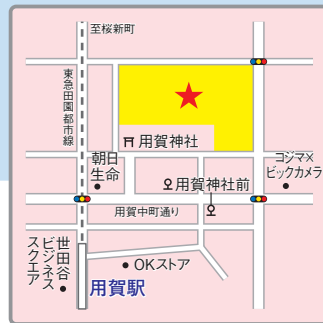 至桜新町
東急田園都市線
用賀神社
朝日
生命
コジマ×
ビックカメラ
用賀神社前
用賀中町通り
世田谷
ビジネス
スクエア
OKストア
用賀駅